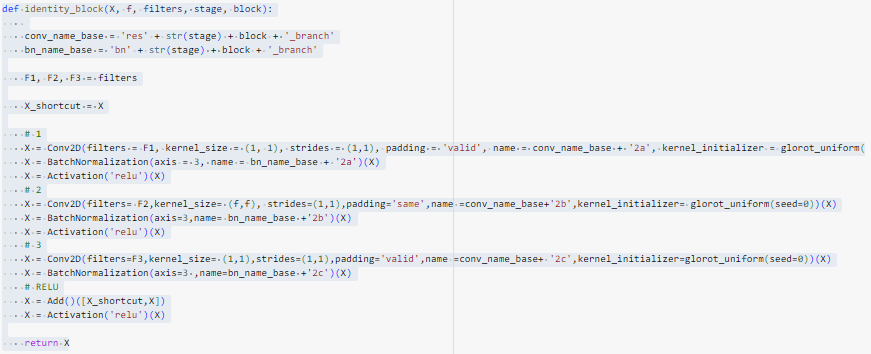 def identity_block(X, f, filters, stage, block):
    conv_name_base = 'res' + str(stage) + block + '_branch'
    bn_name_base = 'bn' + str(stage) + block + '_branch'
    F1, F2, F3 = filters
    X_shortcut = X
    # 1
    X = Conv2D(filters = F1, kernel_size = (1, 1), strides = (1,1), padding = 'valid', name = conv_name_base + '2a', kernel_initializer = glorot_uniform(
    X = BatchNormalization(axis = 3, name = bn_name_base + '2a')(X)
    X = Activation('relu')(X)
    # 2
    X = Conv2D(filters= F2,kernel_size= (f,f), strides=(1,1),padding='same',name =conv_name_base+'2b',kernel_initializer= glorot_uniform(seed=0))(X)
    X = BatchNormalization(axis=3,name= bn_name_base +'2b')(X)
    X = Activation('relu')(X)
    # 3
    X = Conv2D(filters=F3,kernel_size= (1,1),strides=(1,1),padding='valid',name =conv_name_base+ '2c',kernel_initializer=glorot_uniform(seed=0))(X)
    X = BatchNormalization(axis=3 ,name=bn_name_base +'2c')(X)
    # RELU
    X = Add()([X_shortcut,X])
    X = Activation('relu')(X)
    return X